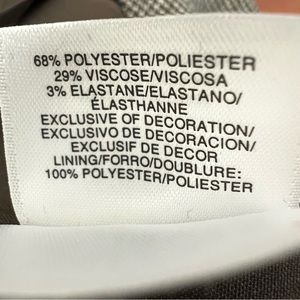 68% POLYESTER/POLIESTER
29% VISCOSE/VISCOSA
3% ELASTANE/ELASTANO/
ÉLASTHANNE
EXCLUSIVE OF DECORATION/
EXCLUSIVO DE DECORACION/
EXCLUSIF DE DECOR
LINING/FORRO/DOUBLURE:
100% POLYESTER/POLIESTER